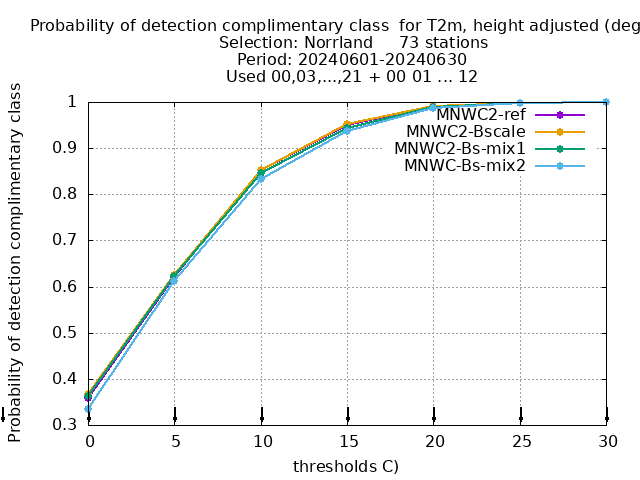 Probability of detection complimentary class  for T2m, height adjusted (deg
Selection: Norrland     73 stations
Period: 20240601-20240630
Used 00,03,...,21 + 00 01 ... 12
Probability of detection complimentary class
1
0.9
0.8
0.7
0.6
0.5
0.4
0.3
MNWC2-ref
MNWC2-Bscale
MNWC2-Bs-mix1
MNWC-Bs-mix2
0 5 10 15 20 25 30
thresholds C)